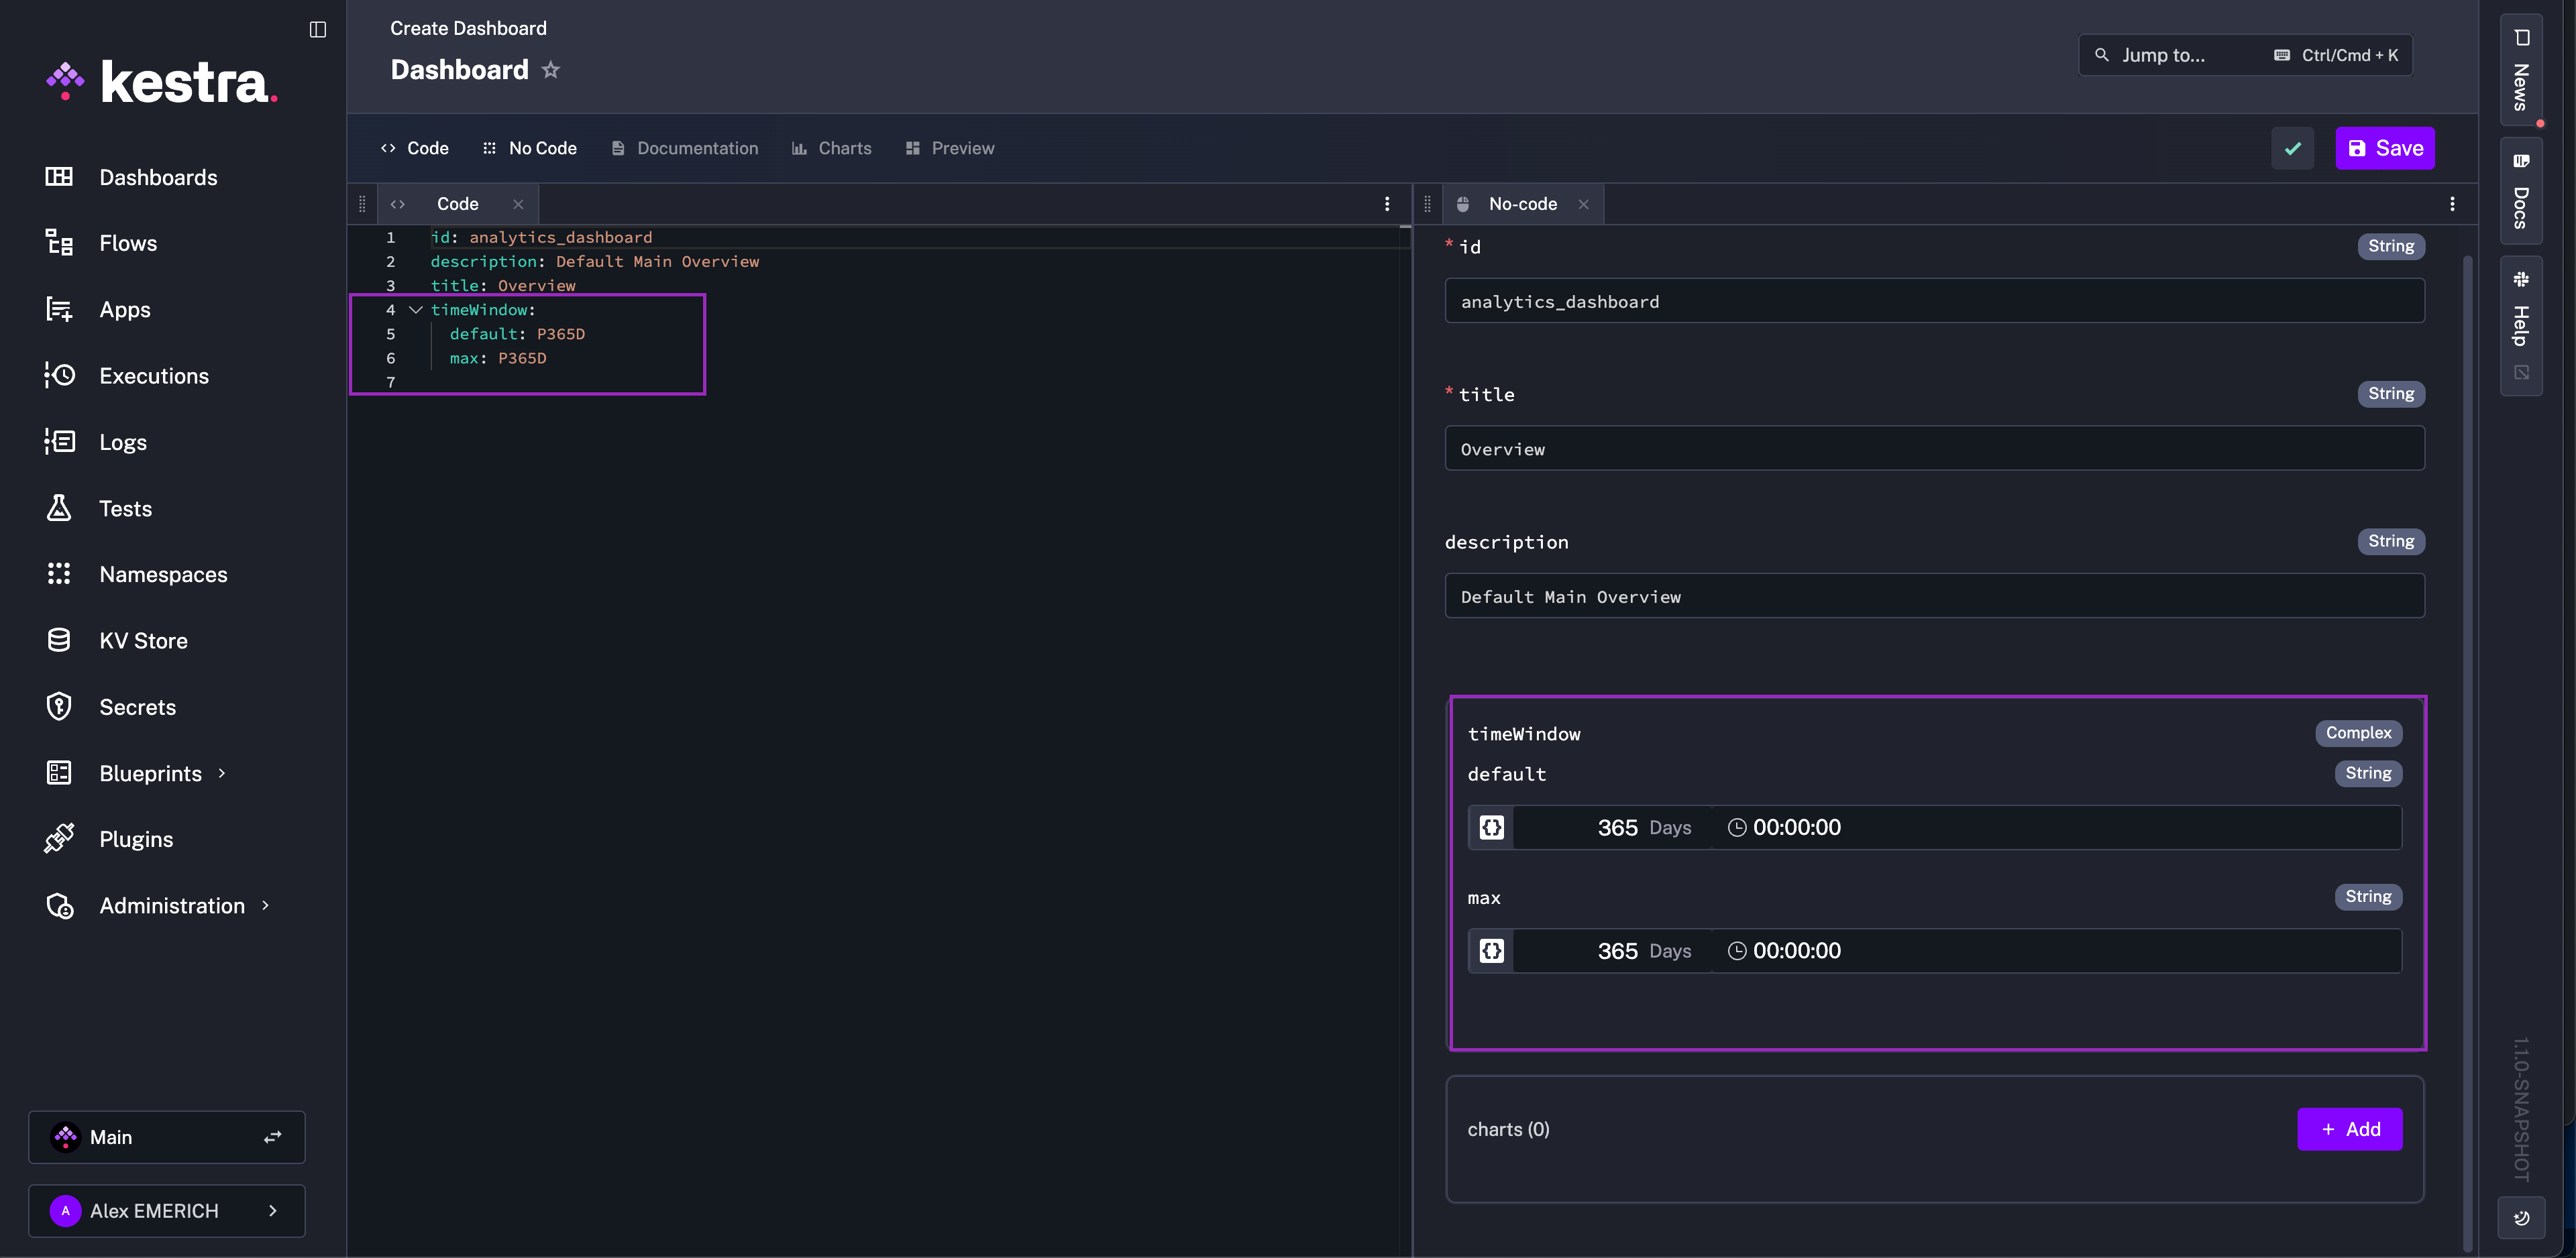 kestra.
Dashboards
Flows
Apps
Executions
Logs
Tests
Namespaces
KV Store
Secrets
Blueprints
Plugins
Administration
Main
A
Alex EMERICH
Create Dashboard
Dashboard
Jump to...
Ctrl/Cmd + K
Code
No Code
Documentation
Charts
Preview
Save
Code
1 id: analytics_dashboard
2 description: Default Main Overview
3 title: Overview
4 timeWindow:
5 default: P365D
6 max: P365D
7
No-code
* id
String
analytics_dashboard
* title
String
Overview
description
String
Default Main Overview
timeWindow
Complex
default
String
{} 365 Days 00:00:00
max
String
{} 365 Days 00:00:00
charts (0)
+ Add
News
Docs
Help
1.1.0-SNAPSHOT